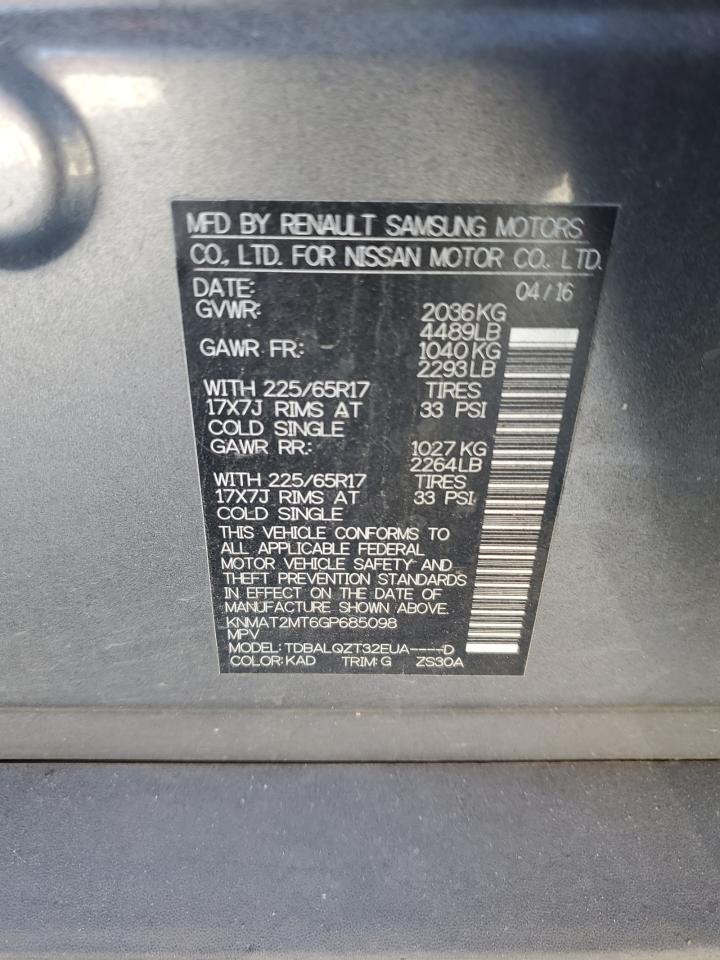 MFD BY RENAULT SAMSUNG MOTORS
CO., LTD. FOR NISSAN MOTOR CO., LTD.
DATE: 04/16
GVWR: 2036KG
4489LB
GAWR FR.: 1040KG
2293LB
WITH 225/65R17 TIRES
17X7J RIMS AT 33 PSI
COLD SINGLE
GAWR RR.: 1027KG
2264LB
WITH 225/65R17 TIRES
17X7J RIMS AT 33 PSI
COLD SINGLE
THIS VEHICLE CONFORMS TO
ALL APPLICABLE FEDERAL
MOTOR VEHICLE SAFETY AND
THEFT PREVENTION STANDARDS
IN EFFECT ON THE DATE OF
MANUFACTURE SHOWN ABOVE.
KNMAT2MT6GP685098
MPV
MODEL: TDBALQZT32EUA----D
COLOR: KAD TRIM: G ZS30A